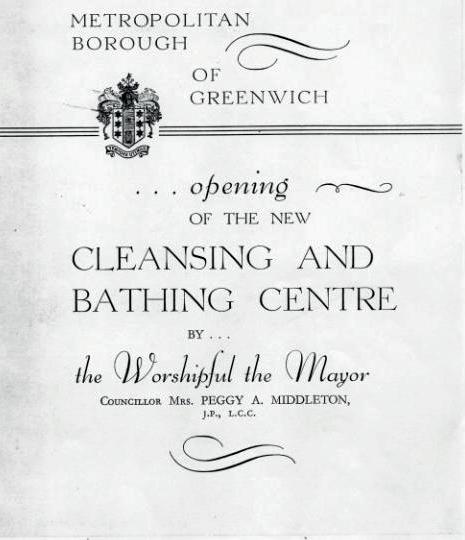 METROPOLITAN
BOROUGH
OF
GREENWICH
. . . opening
OF THE NEW
CLEANSING AND
BATHING CENTRE
BY . . .
the Worshipful the Mayor
COUNCILLOR MRS. PEGGY A. MIDDLETON,
J.P., L.C.C.